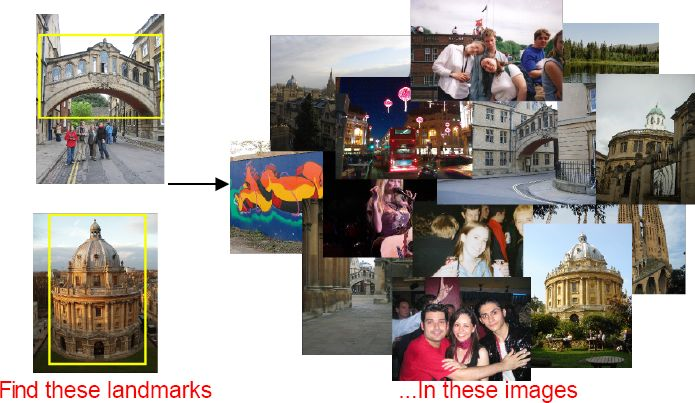 Find these landmarks
...In these images